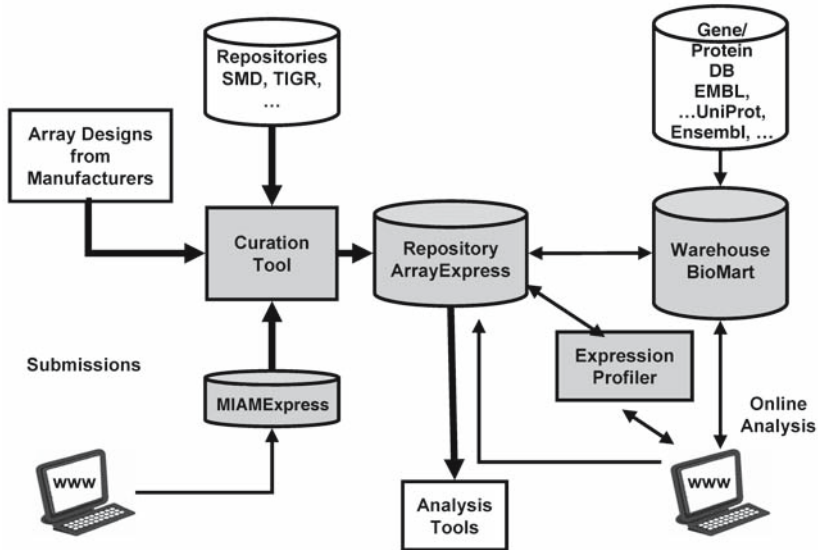 Repositories
SMD, TIGR,
...
Gene/
Protein
DB
EMBL,
...UniProt,
Ensembl, ...
Array Designs
from
Manufacturers
Curation
Tool
Repository
ArrayExpress
Warehouse
BioMart
Submissions
MIAMExpress
Expression
Profiler
Online
Analysis
www
Analysis
Tools
www